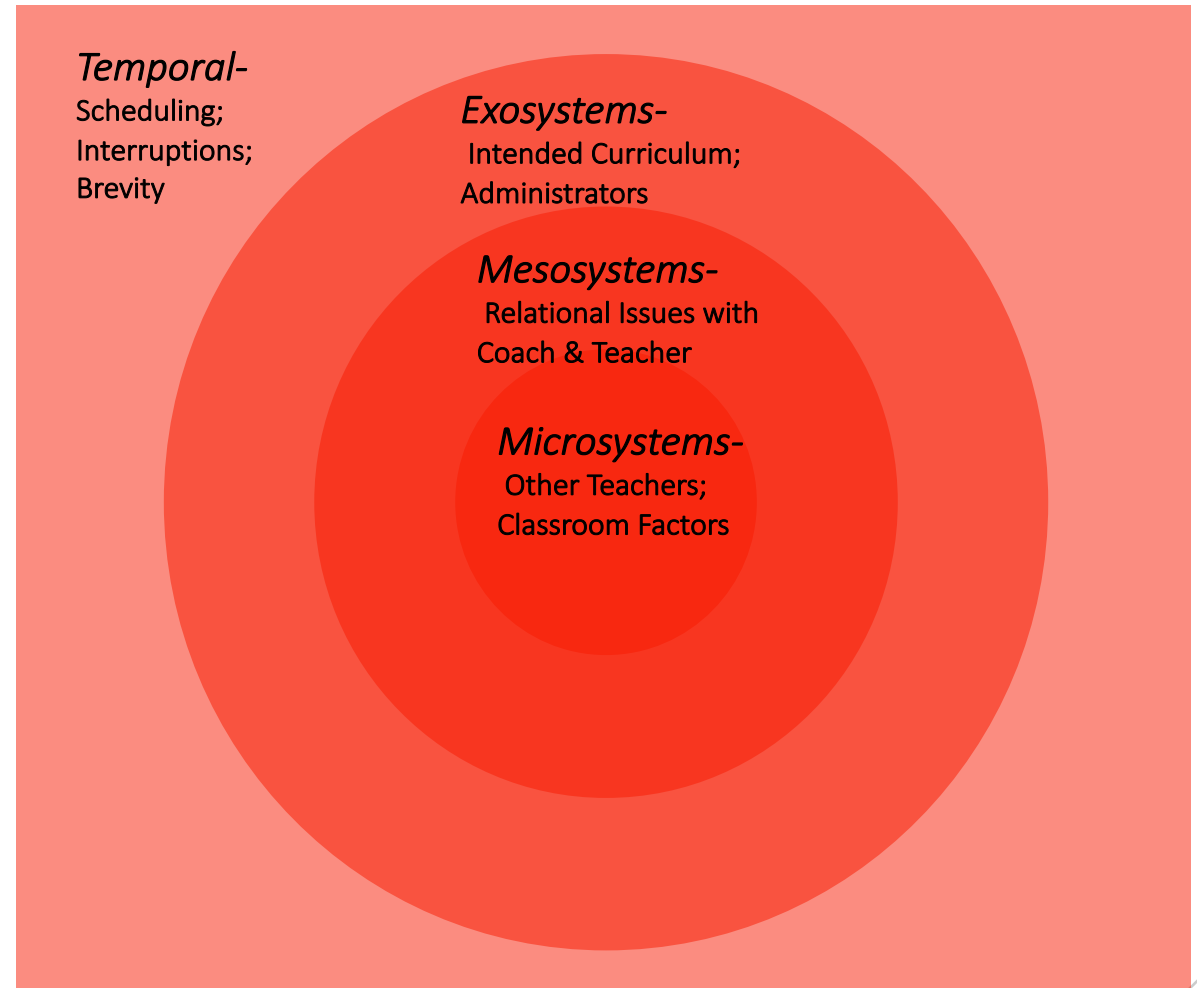 Temporal-
Scheduling;
Interruptions;
Brevity
Exosystems-
Intended Curriculum;
Administrators
Mesosystems-
Relational Issues with
Coach & Teacher
Microsystems-
Other Teachers;
Classroom Factors